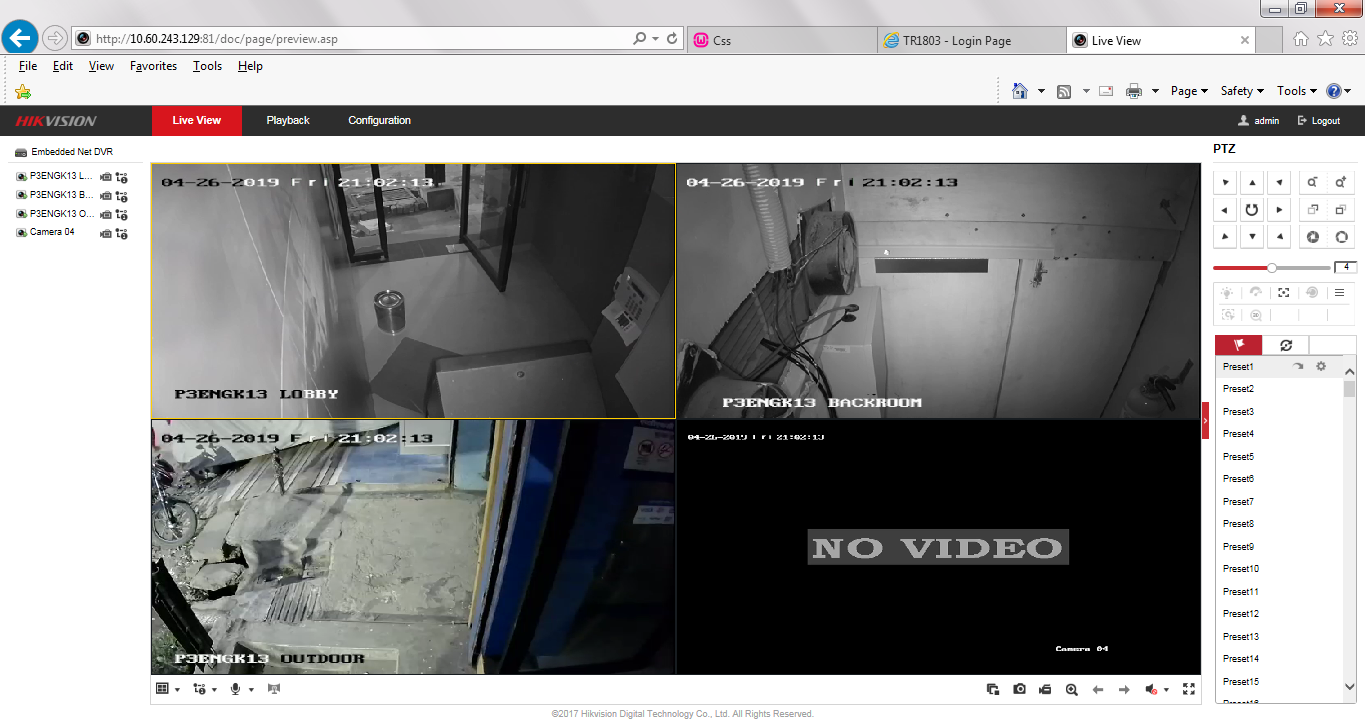 http://10.60.243.129:81/doc/page/preview.asp
Css
TR1803 - Login Page
Live View
File Edit View Favorites Tools Help
Page Safety Tools
HIKVISION
Live View Playback Configuration
admin Logout
Embedded Net DVR
P3ENGK13 L...
P3ENGK13 B...
P3ENGK13 O...
Camera 04
04-26-2019 Fri 21:02:13
P3ENGK13 LOBBY
04-26-2019 Fri 21:02:13
P3ENGK13 BACKROOM
04-26-2019 Fri 21:02:13
P3ENGK13 OUTDOOR
04-26-2019 Fri 21:02:13
NO VIDEO
Camera 04
PTZ
4
3D
Preset1
Preset2
Preset3
Preset4
Preset5
Preset6
Preset7
Preset8
Preset9
Preset10
Preset11
Preset12
Preset13
Preset14
Preset15
©2017 Hikvision Digital Technology Co., Ltd. All Rights Reserved.